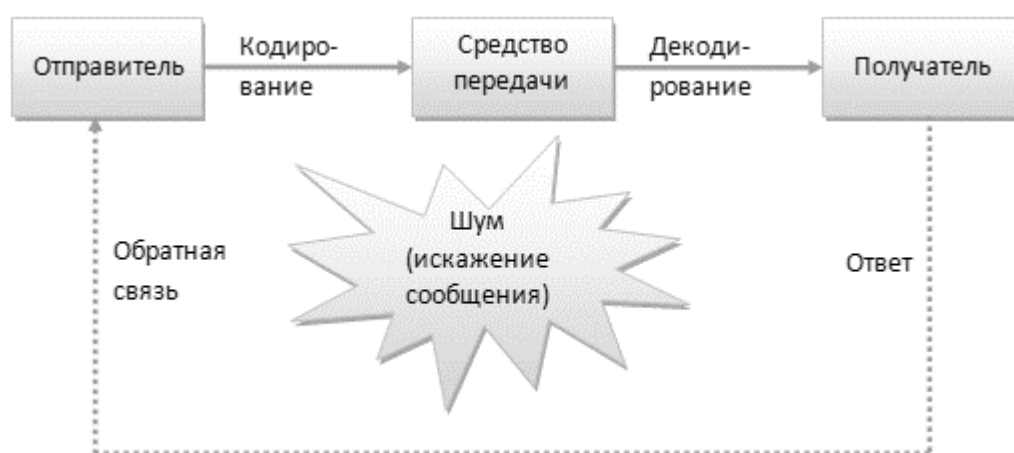 Отправитель
Кодиро-
вание
Средство
передачи
Декоди-
рование
Получатель
Шум
(искажение
сообщения)
Обратная
связь
Ответ